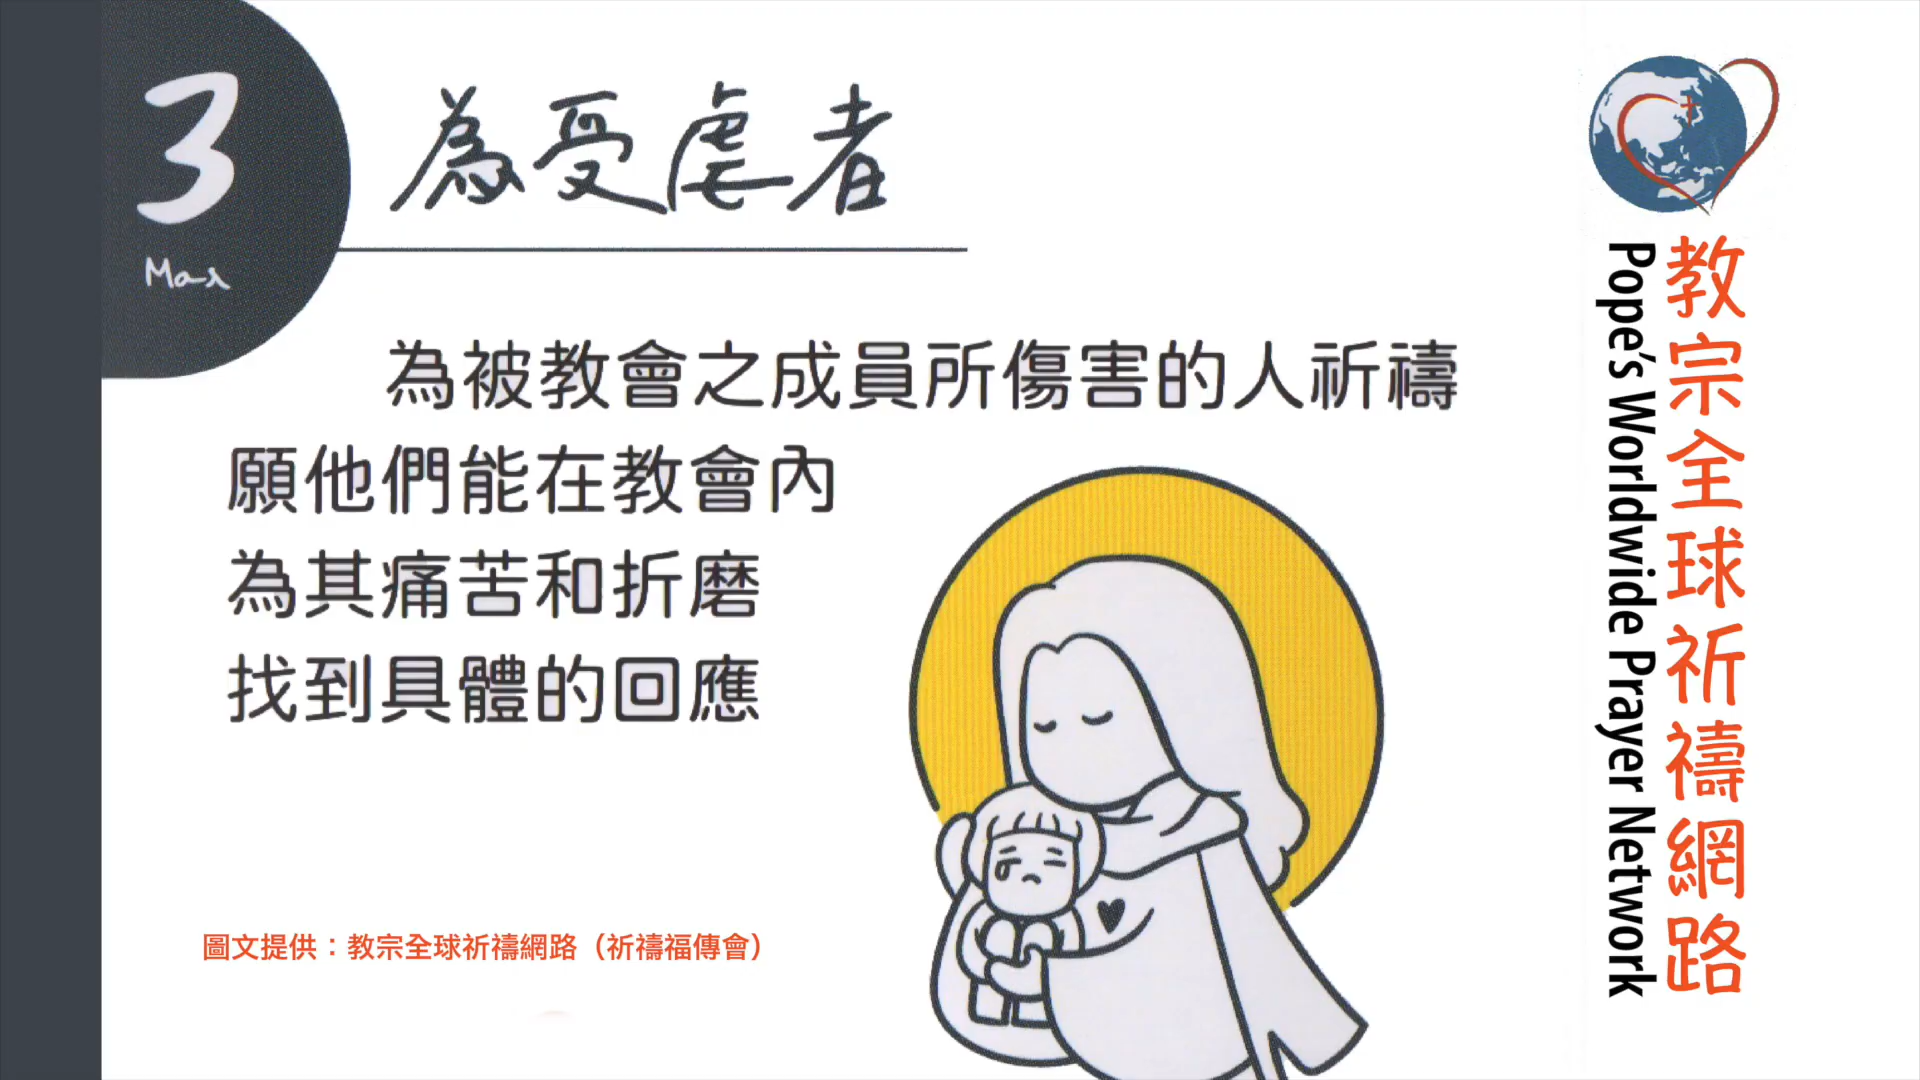 3
Mar
為受虐者
為被教會之成員所傷害的人祈禱
願他們能在教會內
為其痛苦和折磨
找到具體的回應
圖文提供：教宗全球祈禱網路（祈禱福傳會）
教宗全球祈禱網路
Pope's Worldwide Prayer Network